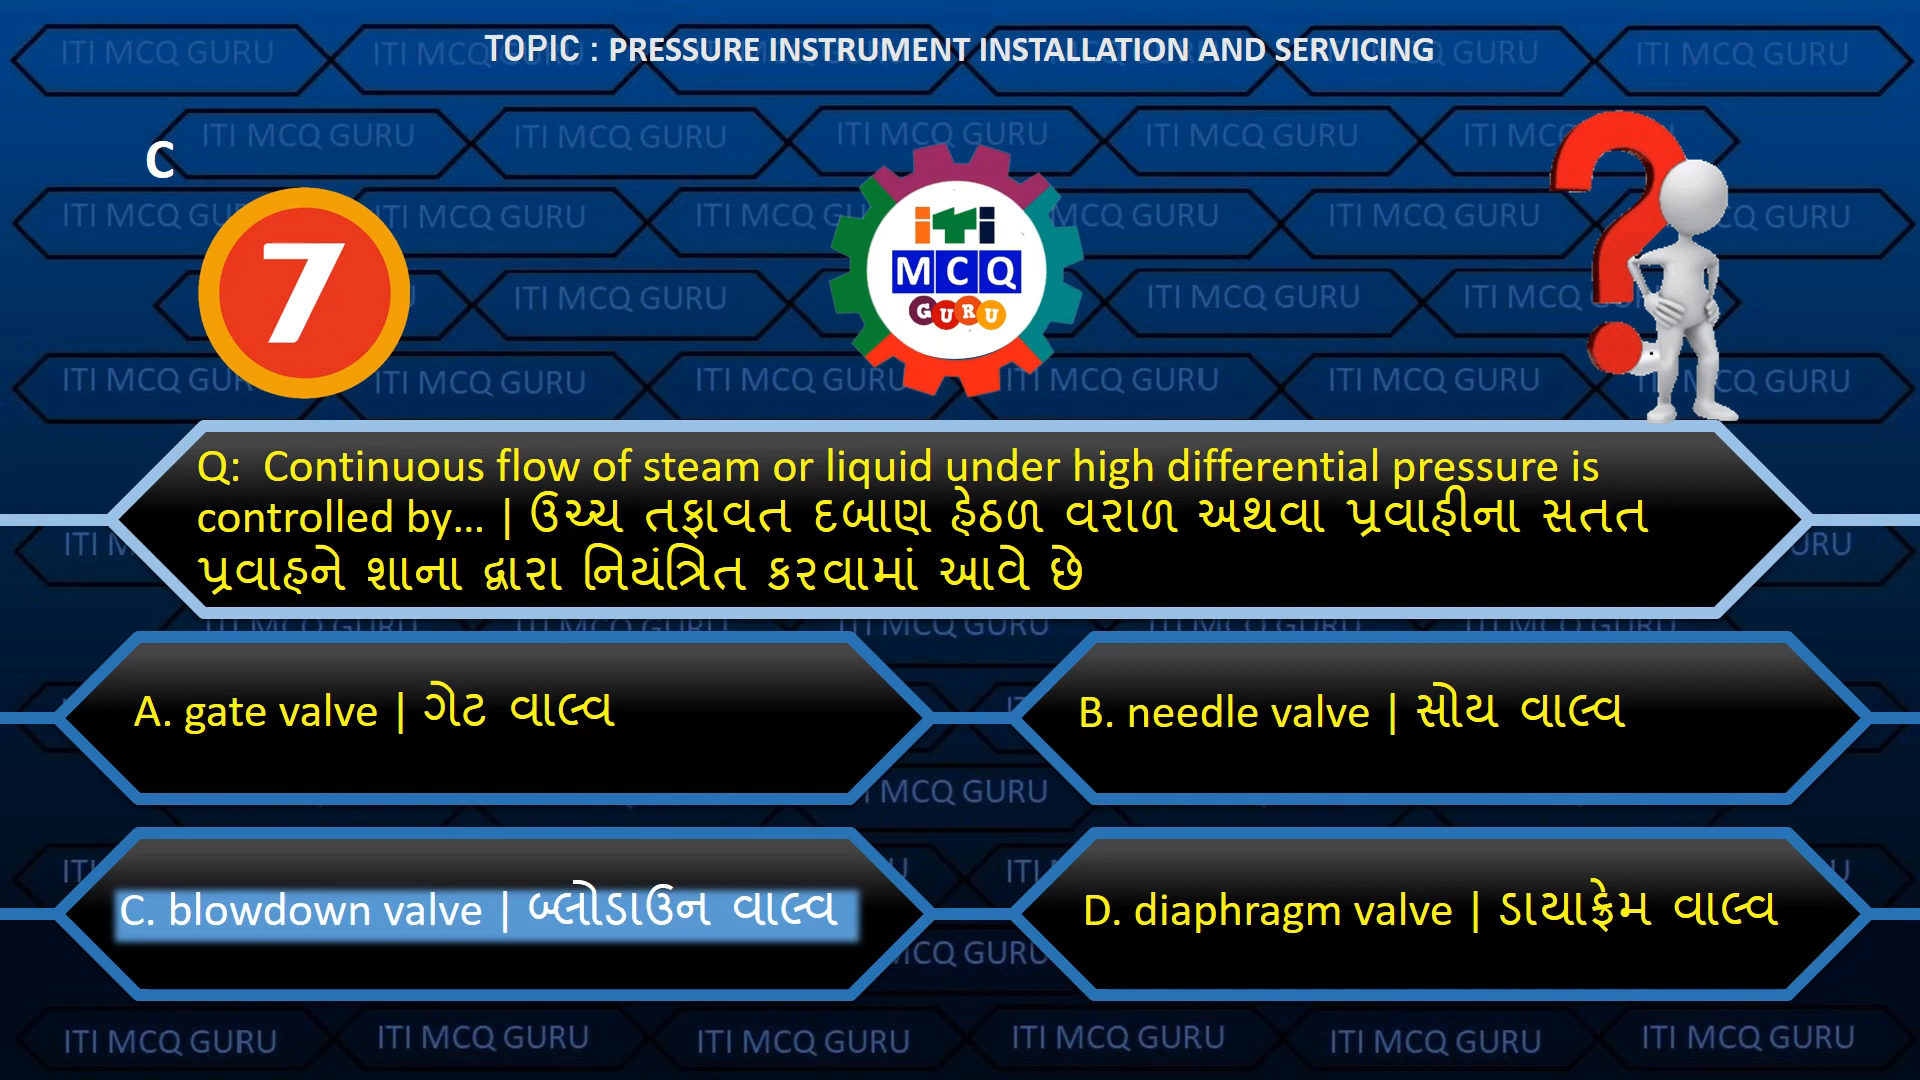 TOPIC : PRESSURE INSTRUMENT INSTALLATION AND SERVICING
C
7
iTi
MCQ
GURU
Q: Continuous flow of steam or liquid under high differential pressure is
controlled by... | ઉચ્ચ તફાવત દબાણ હેઠળ વરાળ અથવા પ્રવાહીના સતત
પ્રવાહને શાના દ્વારા નિયંત્રિત કરવામાં આવે છે
A. gate valve | ગેટ વાલ્વ
B. needle valve | સોય વાલ્વ
C. blowdown valve | બ્લોડાઉન વાલ્વ
D. diaphragm valve | ડાયાફ્રેમ વાલ્વ